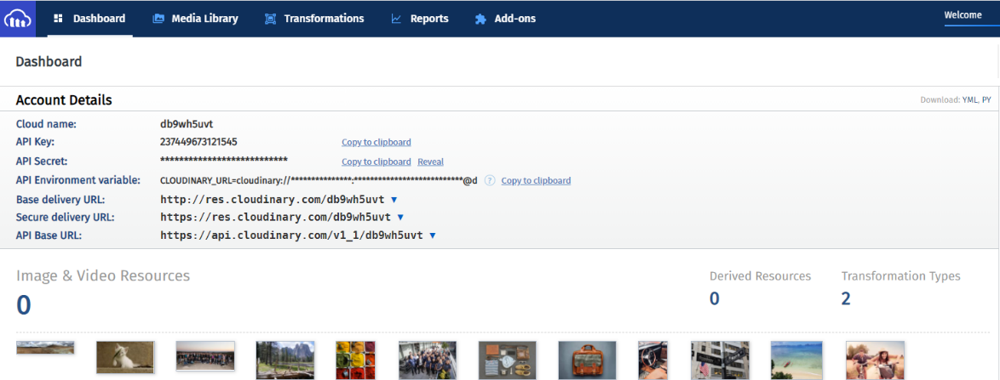 Dashboard Media Library Transformations Reports Add-ons Welcome
Dashboard
Account Details Download: YML, PY
Cloud name: db9wh5uvt
API Key: 237449673121545 Copy to clipboard
API Secret: *************************** Copy to clipboard Reveal
API Environment variable: CLOUDINARY_URL=cloudinary://***************:***************************@d ? Copy to clipboard
Base delivery URL: http://res.cloudinary.com/db9wh5uvt ▼
Secure delivery URL: https://res.cloudinary.com/db9wh5uvt ▼
API Base URL: https://api.cloudinary.com/v1_1/db9wh5uvt ▼
Image & Video Resources Derived Resources Transformation Types
0 0 2